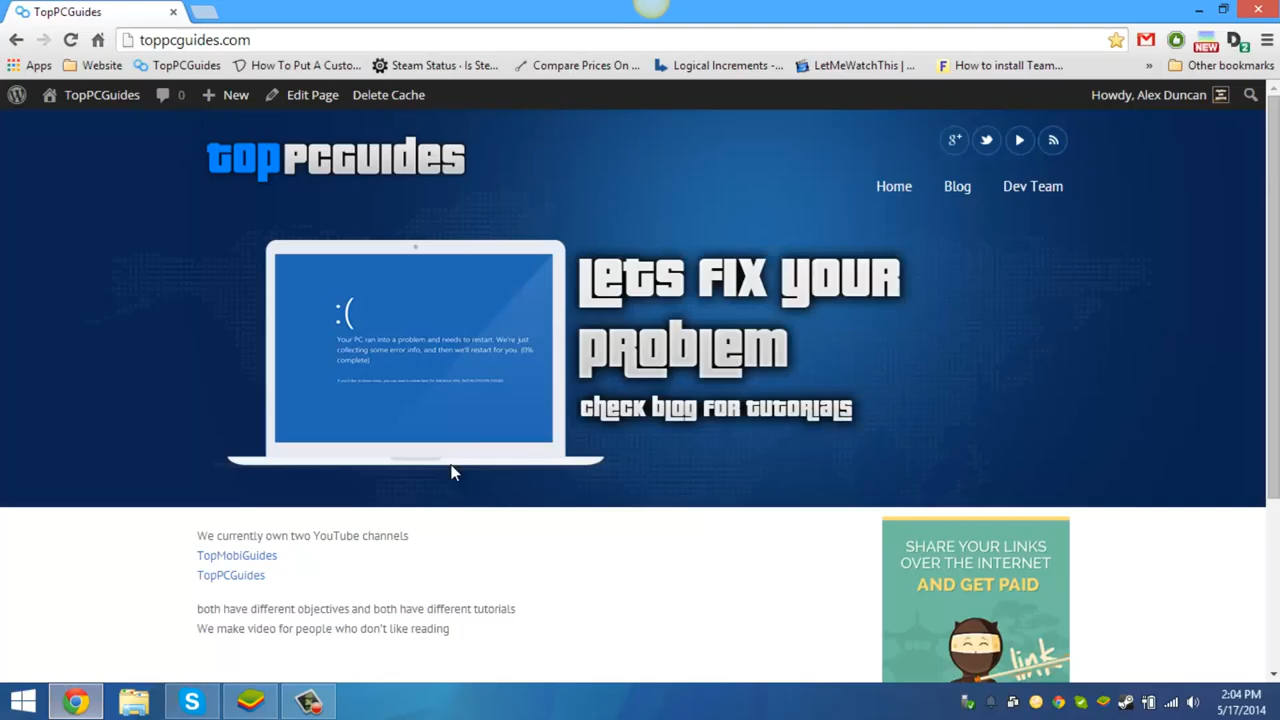 TopPCGuides
toppcguides.com
NEW
2
Apps
Website
TopPCGuides
How To Put A Custo...
Steam Status · Is Ste...
Compare Prices On ...
Logical Increments -...
LetMeWatchThis | ...
How to install Team...
»
Other bookmarks
TopPCGuides
0
New
Edit Page
Delete Cache
Howdy, Alex Duncan
topPCGuides
g+
Home
Blog
Dev Team
:(
Your PC ran into a problem and needs to restart. We're just
collecting some error info, and then we'll restart for you. (0%
complete)
Lets Fix Your
Problem
check blog for tutorials
We currently own two YouTube channels
TopMobiGuides
TopPCGuides
both have different objectives and both have different tutorials
We make video for people who don't like reading
SHARE YOUR LINKS
OVER THE INTERNET
AND GET PAID
link
2:04 PM
5/17/2014